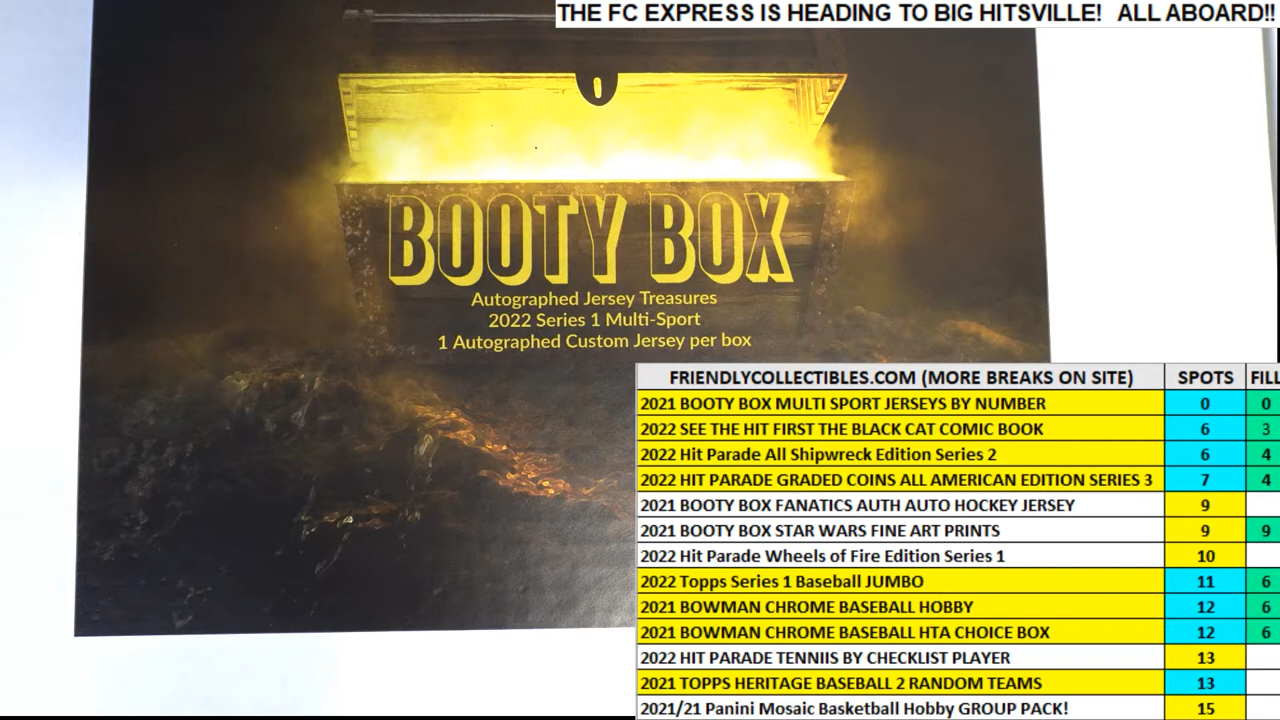 THE FC EXPRESS IS HEADING TO BIG HITSVILLE! ALL ABOARD!!
BOOTY BOX
Autographed Jersey Treasures
2022 Series 1 Multi-Sport
1 Autographed Custom Jersey per box
FRIENDLYCOLLECTIBLES.COM (MORE BREAKS ON SITE) SPOTS FILL
2021 BOOTY BOX MULTI SPORT JERSEYS BY NUMBER 0 0
2022 SEE THE HIT FIRST THE BLACK CAT COMIC BOOK 6 3
2022 Hit Parade All Shipwreck Edition Series 2 6 4
2022 HIT PARADE GRADED COINS ALL AMERICAN EDITION SERIES 3 7 4
2021 BOOTY BOX FANATICS AUTH AUTO HOCKEY JERSEY 9
2021 BOOTY BOX STAR WARS FINE ART PRINTS 9 9
2022 Hit Parade Wheels of Fire Edition Series 1 10
2022 Topps Series 1 Baseball JUMBO 11 6
2021 BOWMAN CHROME BASEBALL HOBBY 12 6
2021 BOWMAN CHROME BASEBALL HTA CHOICE BOX 12 6
2022 HIT PARADE TENNIIS BY CHECKLIST PLAYER 13
2021 TOPPS HERITAGE BASEBALL 2 RANDOM TEAMS 13
2021/21 Panini Mosaic Basketball Hobby GROUP PACK! 15